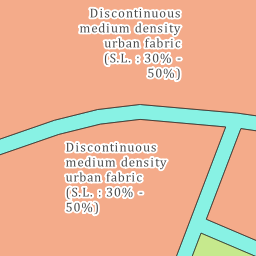 Discontinuous
medium density
urban fabric
(S.L. : 30% -
50%)
Discontinuous
medium density
urban fabric
(S.L. : 30% -
50%)